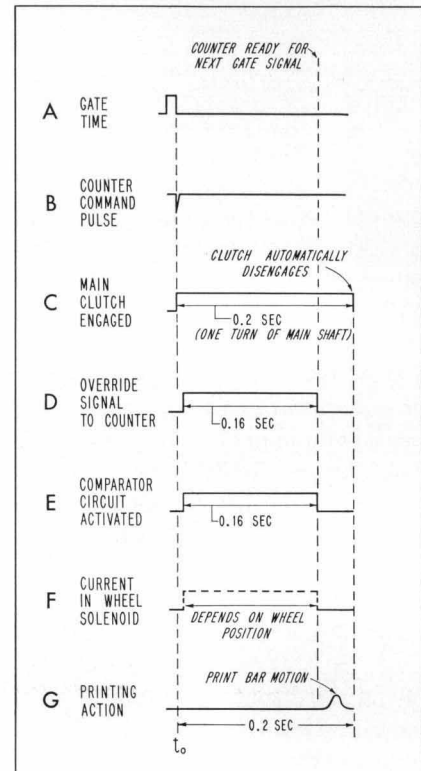 COUNTER READY FOR
NEXT GATE SIGNAL
A GATE
TIME
B COUNTER
COMMAND
PULSE
CLUTCH AUTOMATICALLY
DISENGAGES
C MAIN
CLUTCH
ENGAGED
0.2 SEC
(ONE TURN OF MAIN SHAFT)
D OVERRIDE
SIGNAL
TO COUNTER
0.16 SEC
E COMPARATOR
CIRCUIT
ACTIVATED
0.16 SEC
F CURRENT
IN WHEEL
SOLENOID
DEPENDS ON WHEEL
POSITION
PRINT BAR MOTION
G PRINTING
ACTION
0.2 SEC
t₀